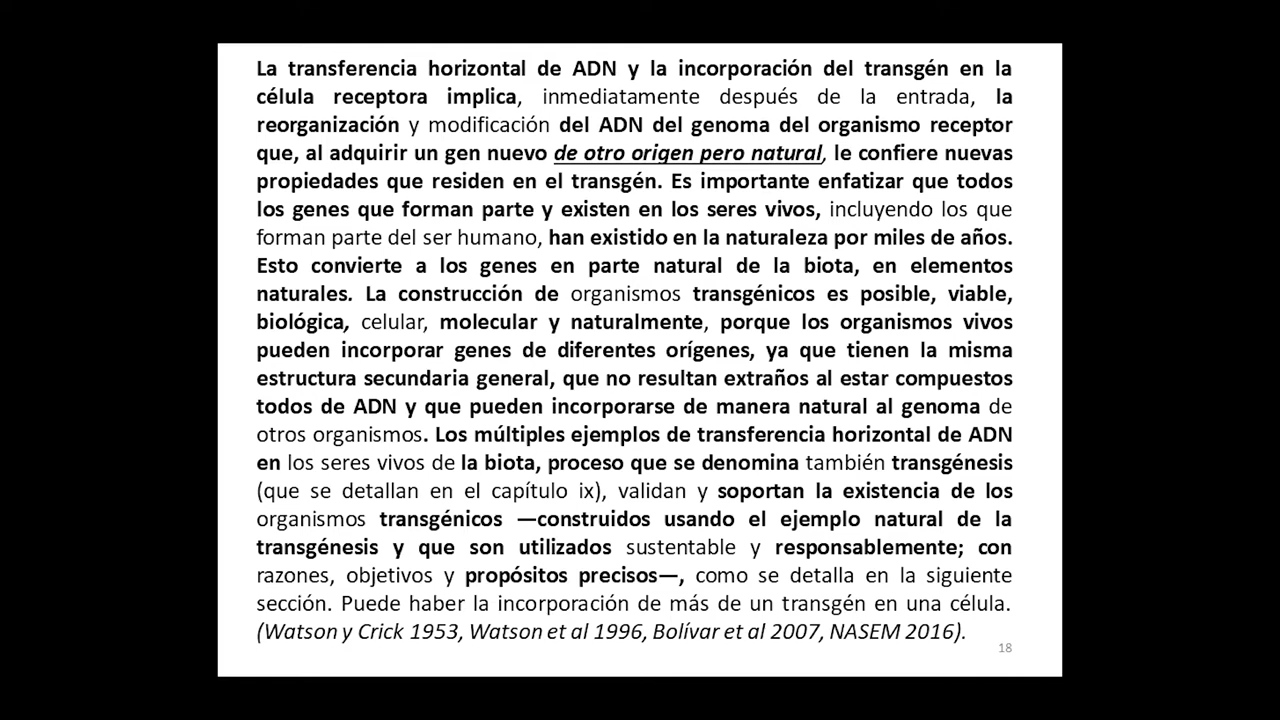 La transferencia horizontal de ADN y la incorporación del transgén en la
célula receptora implica, inmediatamente después de la entrada, la
reorganización y modificación del ADN del genoma del organismo receptor
que, al adquirir un gen nuevo de otro origen pero natural, le confiere nuevas
propiedades que residen en el transgén. Es importante enfatizar que todos
los genes que forman parte y existen en los seres vivos, incluyendo los que
forman parte del ser humano, han existido en la naturaleza por miles de años.
Esto convierte a los genes en parte natural de la biota, en elementos
naturales. La construcción de organismos transgénicos es posible, viable,
biológica, celular, molecular y naturalmente, porque los organismos vivos
pueden incorporar genes de diferentes orígenes, ya que tienen la misma
estructura secundaria general, que no resultan extraños al estar compuestos
todos de ADN y que pueden incorporarse de manera natural al genoma de
otros organismos. Los múltiples ejemplos de transferencia horizontal de ADN
en los seres vivos de la biota, proceso que se denomina también transgénesis
(que se detallan en el capítulo ix), validan y soportan la existencia de los
organismos transgénicos —construidos usando el ejemplo natural de la
transgénesis y que son utilizados sustentable y responsablemente; con
razones, objetivos y propósitos precisos—, como se detalla en la siguiente
sección. Puede haber la incorporación de más de un transgén en una célula.
(Watson y Crick 1953, Watson et al 1996, Bolívar et al 2007, NASEM 2016).
18